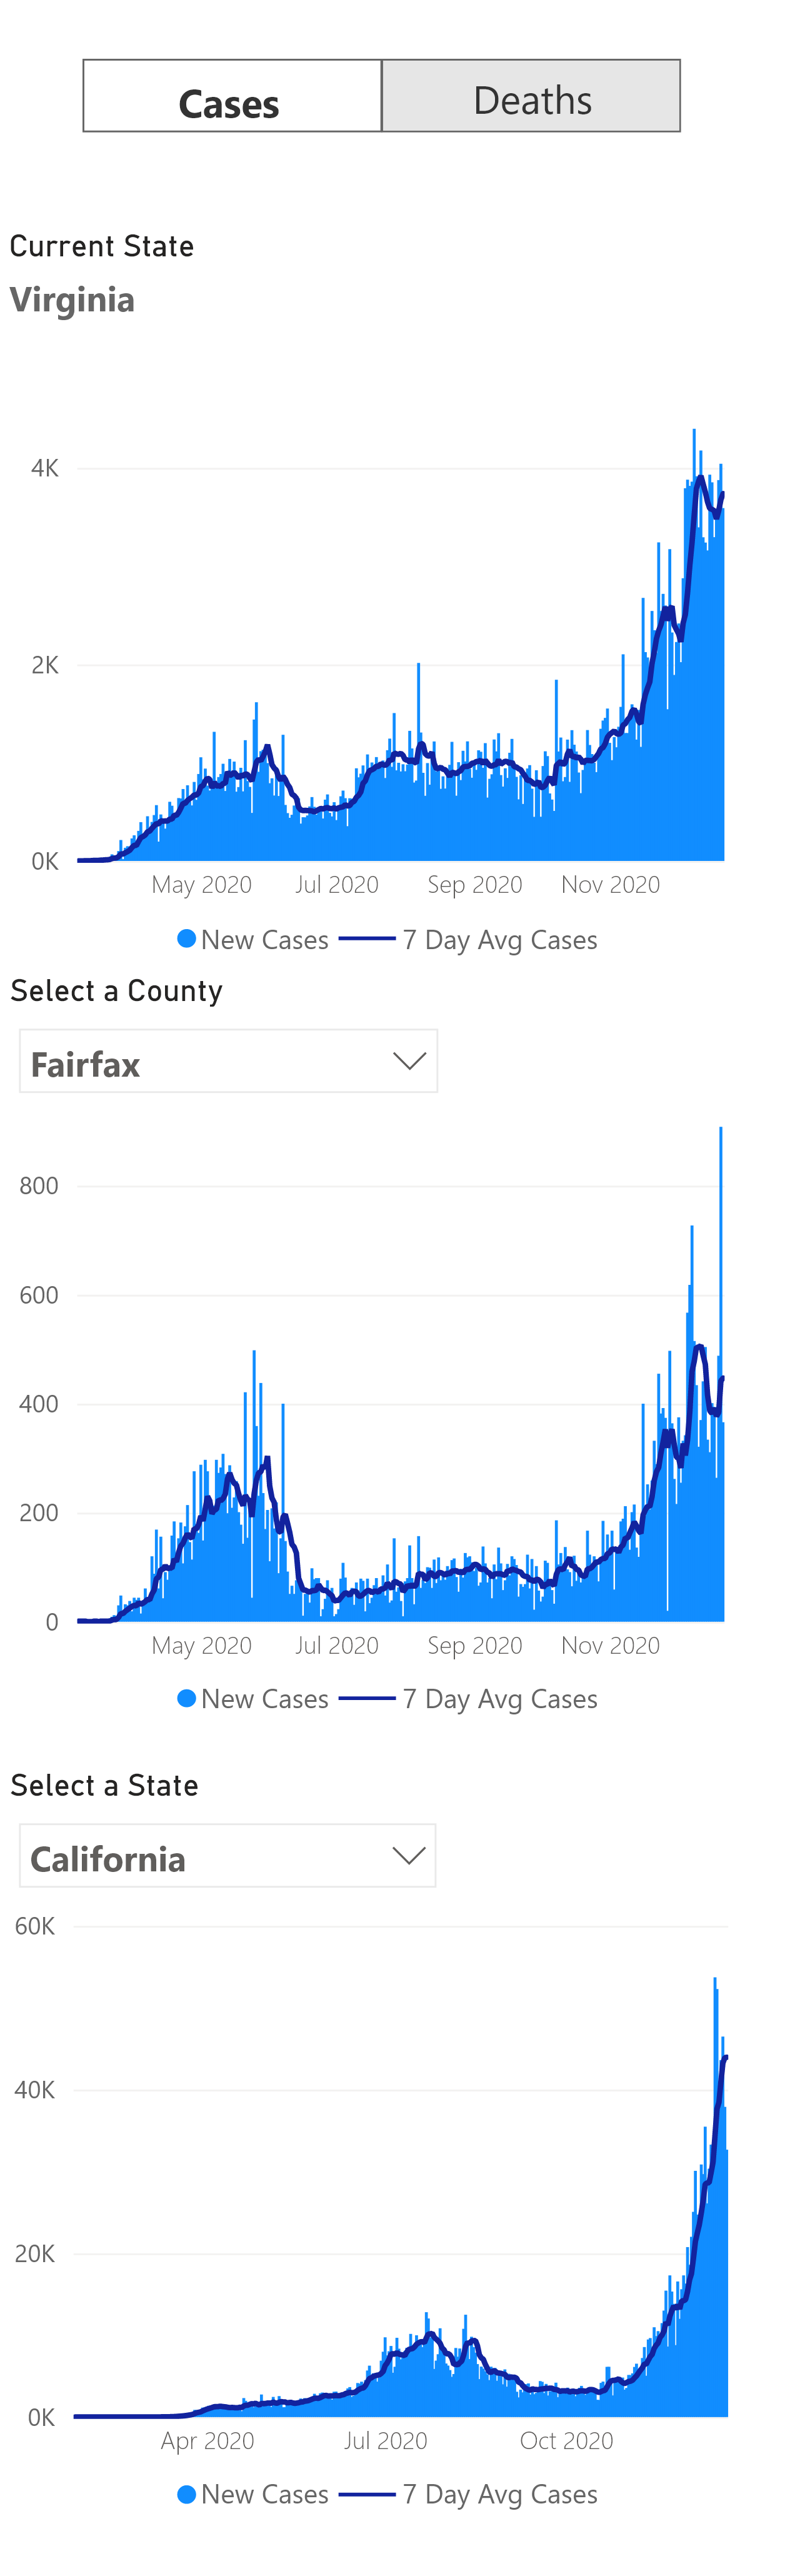 Cases Deaths
Current State
Virginia
4K
2K
0K
May 2020 Jul 2020 Sep 2020 Nov 2020
New Cases 7 Day Avg Cases
Select a County
Fairfax
800
600
400
200
0
May 2020 Jul 2020 Sep 2020 Nov 2020
New Cases 7 Day Avg Cases
Select a State
California
60K
40K
20K
0K
Apr 2020 Jul 2020 Oct 2020
New Cases 7 Day Avg Cases